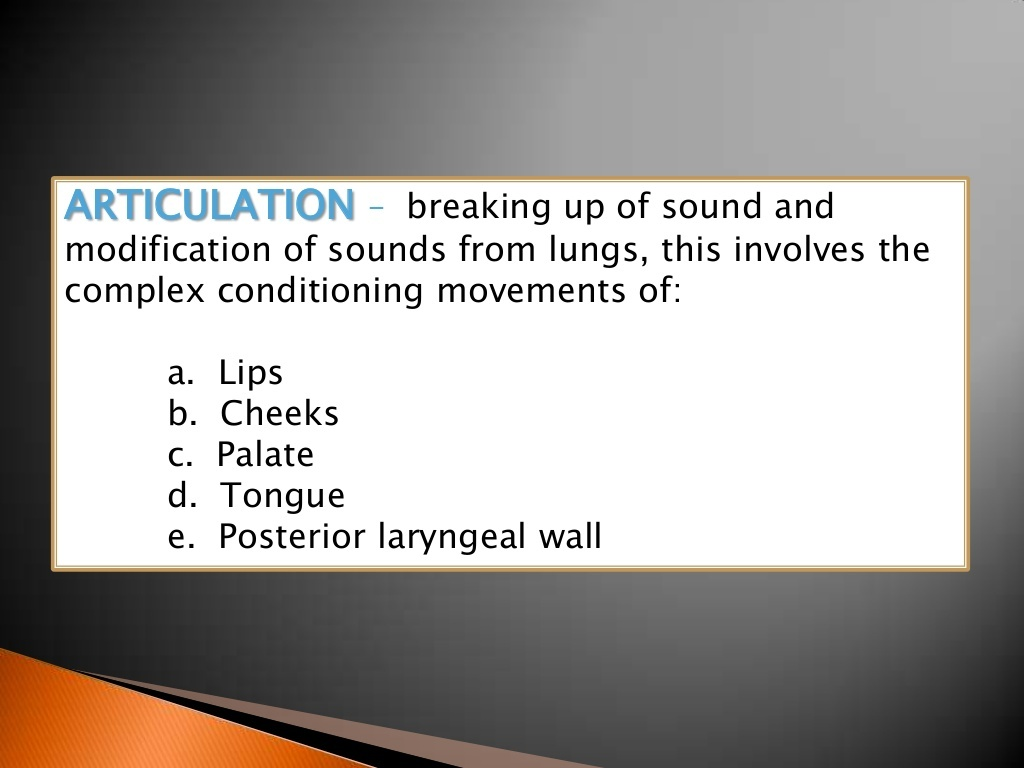 ARTICULATION – breaking up of sound and
modification of sounds from lungs, this involves the
complex conditioning movements of:
a. Lips
b. Cheeks
c. Palate
d. Tongue
e. Posterior laryngeal wall